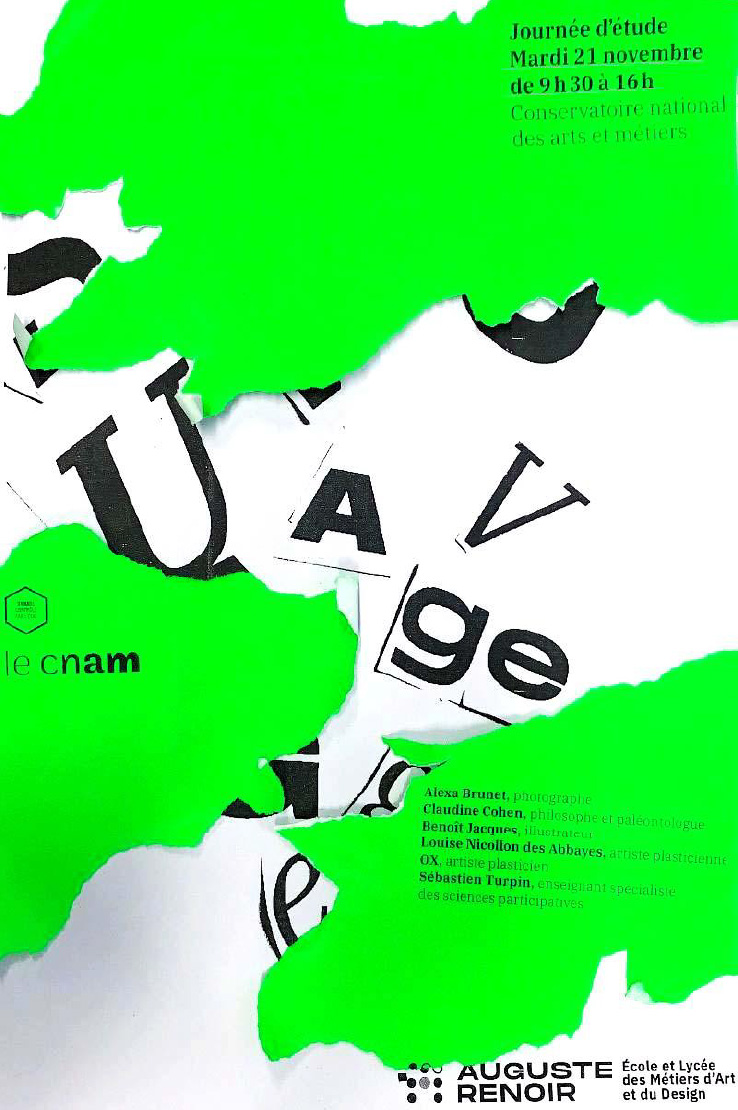 Journée d'étude
Mardi 21 novembre
de 9 h 30 à 16 h
Conservatoire national
des arts et métiers
U A V
ge
le cnam
Alexa Brunet, photographe
Claudine Cohen, philosophe et paléontologue
Benoît Jacques, illustrateur
Louise Nicollon des Abbayes, artiste plasticienne
OX, artiste plasticien
Sébastien Turpin, enseignant spécialiste
des sciences participatives
e
AUGUSTE
RENOIR
École et Lycée
des Métiers d'Art
et du Design